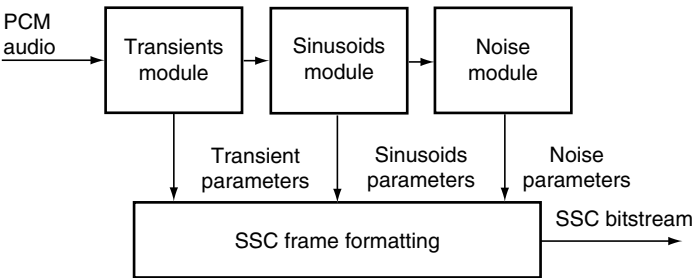 PCM
audio
Transients
module
Sinusoids
module
Noise
module
Transient
parameters
Sinusoids
parameters
Noise
parameters
SSC frame formatting
SSC bitstream